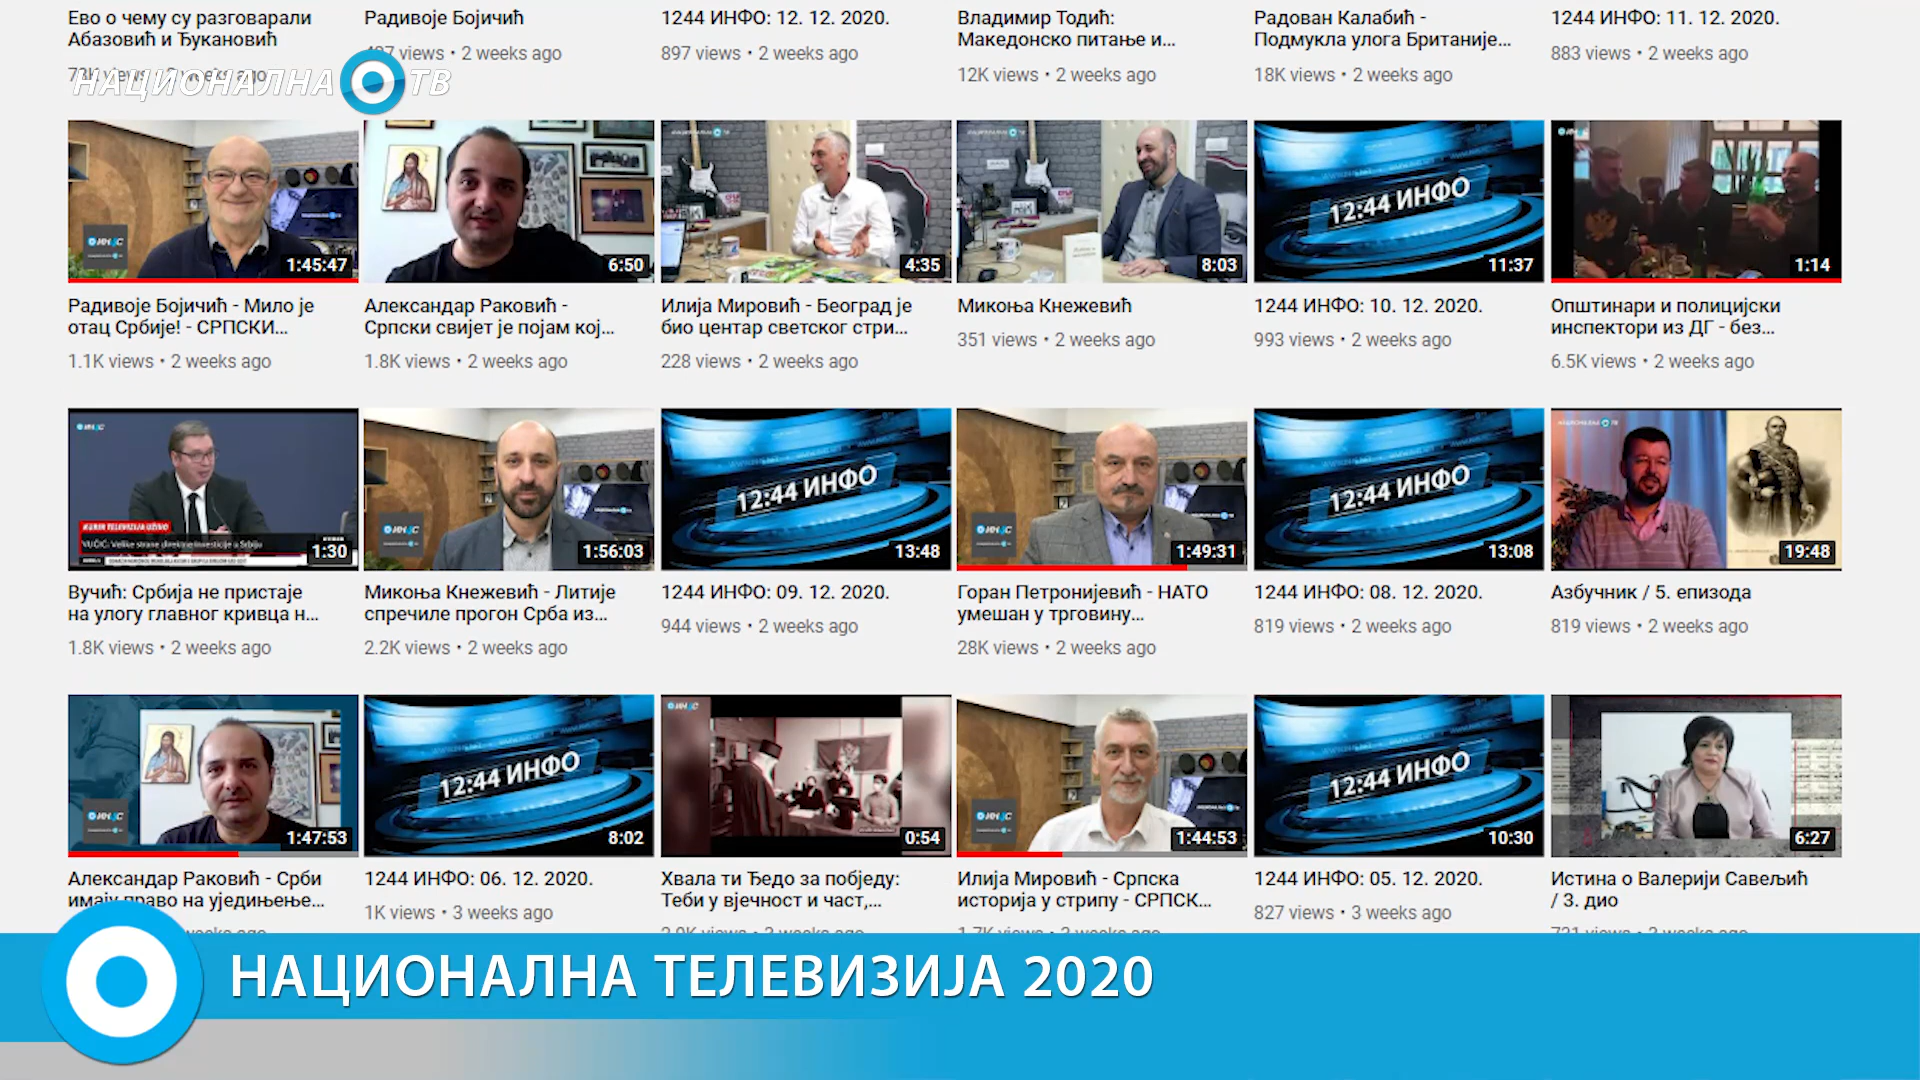 Ево о чему су разговарали
Абазовић и Ђукановић
Радивоје Бојичић
views • 2 weeks ago
1244 ИНФО: 12. 12. 2020.
897 views • 2 weeks ago
Владимир Тодић:
Македонско питање и...
12K views • 2 weeks ago
Радован Калабић -
Подмукла улога Британије...
18K views • 2 weeks ago
1244 ИНФО: 11. 12. 2020.
883 views • 2 weeks ago
НАЦИОНАЛНА ТВ
1:45:47
6:50
4:35
8:03
12:44 ИНФО
11:37
1:14
Радивоје Бојичић - Мило је
отац Србије! - СРПСКИ...
1.1K views • 2 weeks ago
Александар Раковић -
Српски свијет је појам кој...
1.8K views • 2 weeks ago
Илија Мировић - Београд је
био центар светског стри...
228 views • 2 weeks ago
Микоња Кнежевић
351 views • 2 weeks ago
1244 ИНФО: 10. 12. 2020.
993 views • 2 weeks ago
Општинари и полицијски
инспектори из ДГ - без...
6.5K views • 2 weeks ago
KURIR TELEVIZIJA UŽIVO
VUČIĆ: Velike strane direktne investicije u Srbiju
1:30
1:56:03
12:44 ИНФО
13:48
1:49:31
12:44 ИНФО
13:08
НАЦИОНАЛНА ТВ
19:48
Вучић: Србија не пристаје
на улогу главног кривца н...
1.8K views • 2 weeks ago
Микоња Кнежевић - Литије
спречиле прогон Срба из...
2.2K views • 2 weeks ago
1244 ИНФО: 09. 12. 2020.
944 views • 2 weeks ago
Горан Петронијевић - НАТО
умешан у трговину...
28K views • 2 weeks ago
1244 ИНФО: 08. 12. 2020.
819 views • 2 weeks ago
Азбучник / 5. епизода
819 views • 2 weeks ago
1:47:53
12:44 ИНФО
8:02
0:54
1:44:53
12:44 ИНФО
10:30
6:27
Александар Раковић - Срби
имају право на уједињење...
1244 ИНФО: 06. 12. 2020.
1K views • 3 weeks ago
Хвала ти Ђедо за побједу:
Теби у вјечност и част,...
Илија Мировић - Српска
историја у стрипу - СРПСК...
1244 ИНФО: 05. 12. 2020.
827 views • 3 weeks ago
Истина о Валерији Савељић
/ 3. дио
НАЦИОНАЛНА ТЕЛЕВИЗИЈА 2020